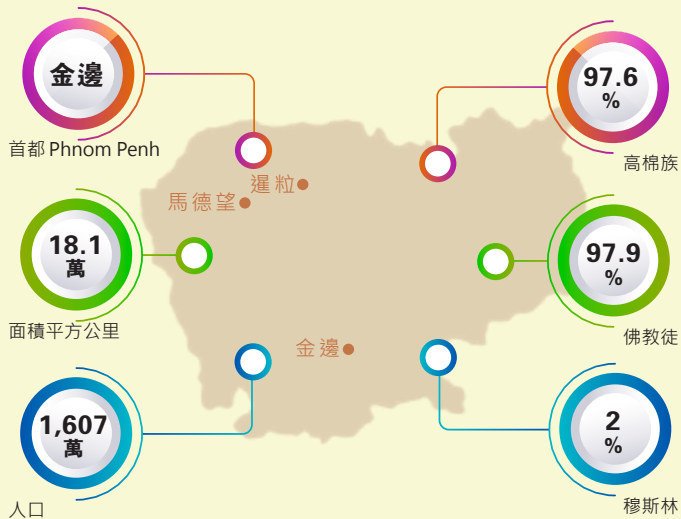 金邊
首都 Phnom Penh
97.6
%
高棉族
暹粒
馬德望
18.1
萬
面積平方公里
97.9
%
佛教徒
金邊
1,607
萬
人口
2
%
穆斯林